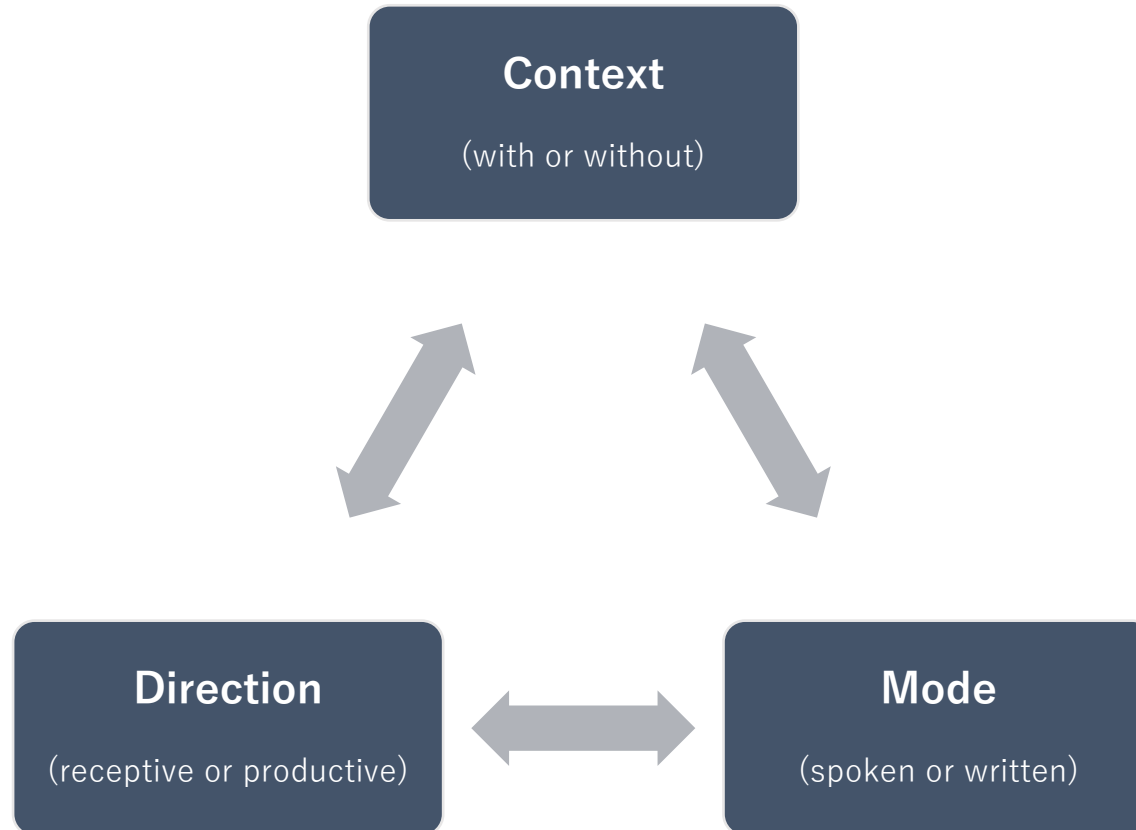 Context
(with or without)
Direction
(receptive or productive)
Mode
(spoken or written)